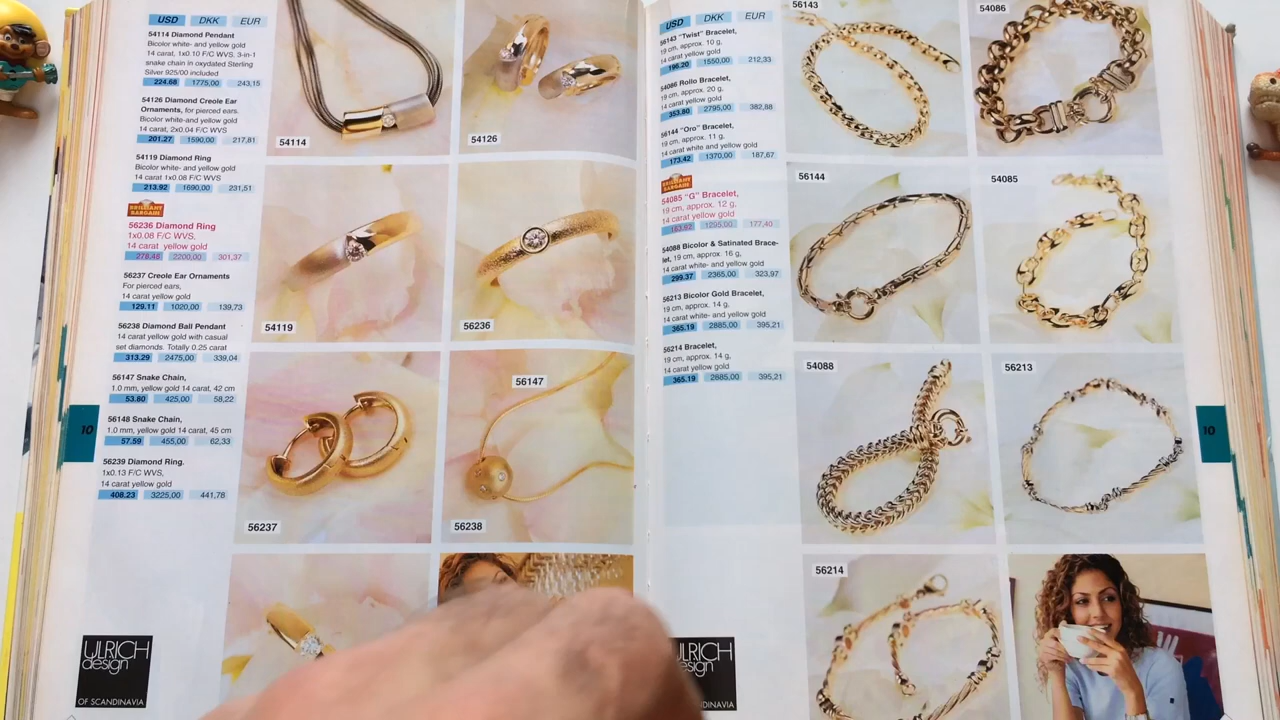 USD DKK EUR
54114 Diamond Pendant
Bicolor white- and yellow gold
14 carat, 1x0.10 F/C WVS, 3-in-1
snake chain in oxydated Sterling
Silver 925/00 included
224.68 1775,00 243,15
54126 Diamond Creole Ear
Ornaments, for pierced ears,
Bicolor white-and yellow gold
14 carat, 2x0.04 F/C WVS
201.27 1590,00 217,81
54119 Diamond Ring
Bicolor white- and yellow gold
14 carat 1x0.08 F/C WVS
213.92 1690,00 231,51
BRILLIANT
BARGAIN
56236 Diamond Ring
1x0.08 F/C WVS,
14 carat yellow gold
278.48 2200,00 301,37
56237 Creole Ear Ornaments
For pierced ears,
14 carat yellow gold
129.11 1020,00 139,73
56238 Diamond Ball Pendant
14 carat yellow gold with casual
set diamonds. Totally 0.25 carat
313.29 2475,00 339,04
56147 Snake Chain,
1.0 mm, yellow gold 14 carat, 42 cm
53.80 425,00 58,22
56148 Snake Chain,
1.0 mm, yellow gold 14 carat, 45 cm
57.59 455,00 62,33
56239 Diamond Ring.
1x0.13 F/C WVS,
14 carat yellow gold
408.23 3225,00 441,78
10
ULRICH
design
OF SCANDINAVIA
54114
54126
54119
56236
56237
56147
56238
USD DKK EUR
56143 "Twist" Bracelet,
19 cm, approx. 10 g,
14 carat yellow gold
196.20 1550,00 212,33
54086 Rollo Bracelet,
19 cm, approx. 20 g,
14 carat yellow gold
353.80 2795,00 382,88
56144 "Oro" Bracelet,
19 cm, approx. 11 g,
14 carat white and yellow gold
173.42 1370,00 187,67
BRILLIANT
BARGAIN
54085 "G" Bracelet,
19 cm, approx. 12 g,
14 carat yellow gold
163.92 1295,00 177,40
54088 Bicolor & Satinated Brace-
let, 19 cm, approx. 16 g,
14 carat white- and yellow gold
299.37 2365,00 323,97
56213 Bicolor Gold Bracelet,
19 cm, approx. 14 g,
14 carat white- and yellow gold
365.19 2885,00 395,21
56214 Bracelet,
19 cm, approx. 14 g,
14 carat yellow gold
365.19 2885,00 395,21
56143
54086
56144
54085
54088
56213
56214
10